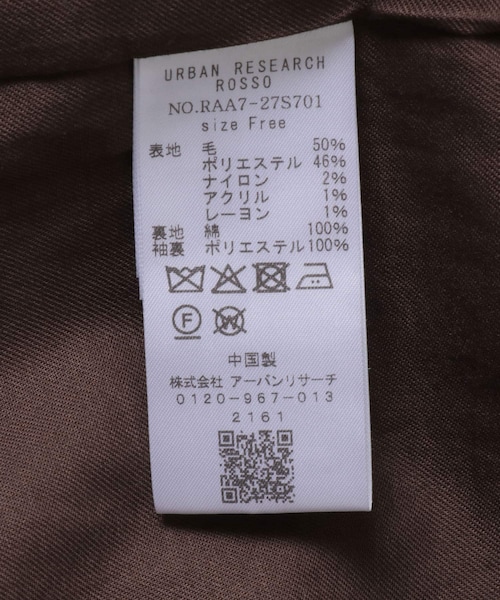 URBAN RESEARCH
ROSSO
NO.RAA7-27S701
size Free
表地 毛 50%
ポリエステル 46%
ナイロン 2%
アクリル 1%
レーヨン 1%
裏地 綿 100%
袖裏 ポリエステル100%
F W
中国製
株式会社 アーバンリサーチ
0120-967-013
2161